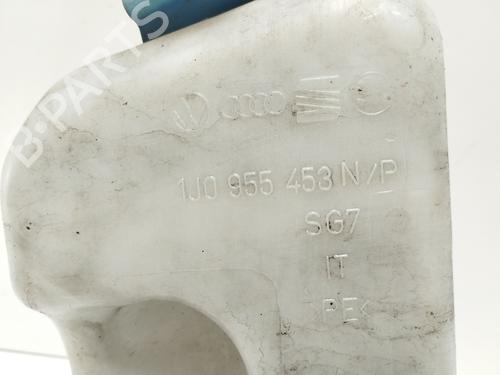 B-PARTS
1J0 955 453 N/P
SG7
IT
>PE<